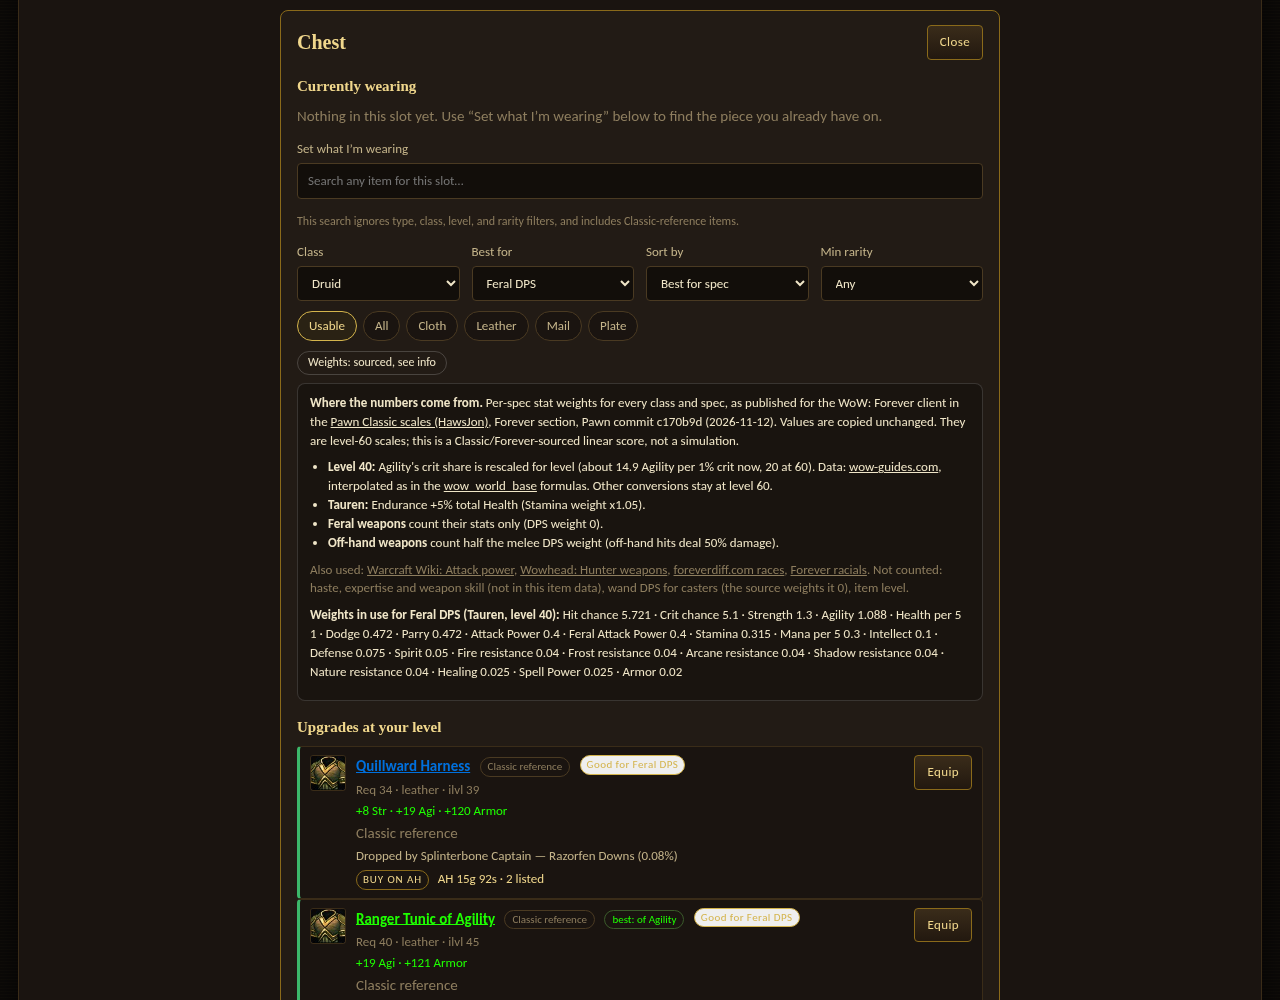 Chest
Close
Currently wearing
Nothing in this slot yet. Use “Set what I’m wearing” below to find the piece you already have on.
Set what I’m wearing
Search any item for this slot…
This search ignores type, class, level, and rarity filters, and includes Classic-reference items.
Class Best for Sort by Min rarity
Druid Feral DPS Best for spec Any
Usable All Cloth Leather Mail Plate
Weights: sourced, see info
Where the numbers come from. Per-spec stat weights for every class and spec, as published for the WoW: Forever client in
the Pawn Classic scales (HawsJon), Forever section, Pawn commit c170b9d (2026-11-12). Values are copied unchanged. They
are level-60 scales; this is a Classic/Forever-sourced linear score, not a simulation.
• Level 40: Agility's crit share is rescaled for level (about 14.9 Agility per 1% crit now, 20 at 60). Data: wow-guides.com,
interpolated as in the wow_world_base formulas. Other conversions stay at level 60.
• Tauren: Endurance +5% total Health (Stamina weight x1.05).
• Feral weapons count their stats only (DPS weight 0).
• Off-hand weapons count half the melee DPS weight (off-hand hits deal 50% damage).
Also used: Warcraft Wiki: Attack power, Wowhead: Hunter weapons, foreverdiff.com races, Forever racials. Not counted:
haste, expertise and weapon skill (not in this item data), wand DPS for casters (the source weights it 0), item level.
Weights in use for Feral DPS (Tauren, level 40): Hit chance 5.721 · Crit chance 5.1 · Strength 1.3 · Agility 1.088 · Health per 5
1 · Dodge 0.472 · Parry 0.472 · Attack Power 0.4 · Feral Attack Power 0.4 · Stamina 0.315 · Mana per 5 0.3 · Intellect 0.1 ·
Defense 0.075 · Spirit 0.05 · Fire resistance 0.04 · Frost resistance 0.04 · Arcane resistance 0.04 · Shadow resistance 0.04 ·
Nature resistance 0.04 · Healing 0.025 · Spell Power 0.025 · Armor 0.02
Upgrades at your level
Quillward Harness Classic reference Good for Feral DPS Equip
Req 34 · leather · ilvl 39
+8 Str · +19 Agi · +120 Armor
Classic reference
Dropped by Splinterbone Captain — Razorfen Downs (0.08%)
BUY ON AH AH 15g 92s · 2 listed
Ranger Tunic of Agility Classic reference best: of Agility Good for Feral DPS Equip
Req 40 · leather · ilvl 45
+19 Agi · +121 Armor
Classic reference